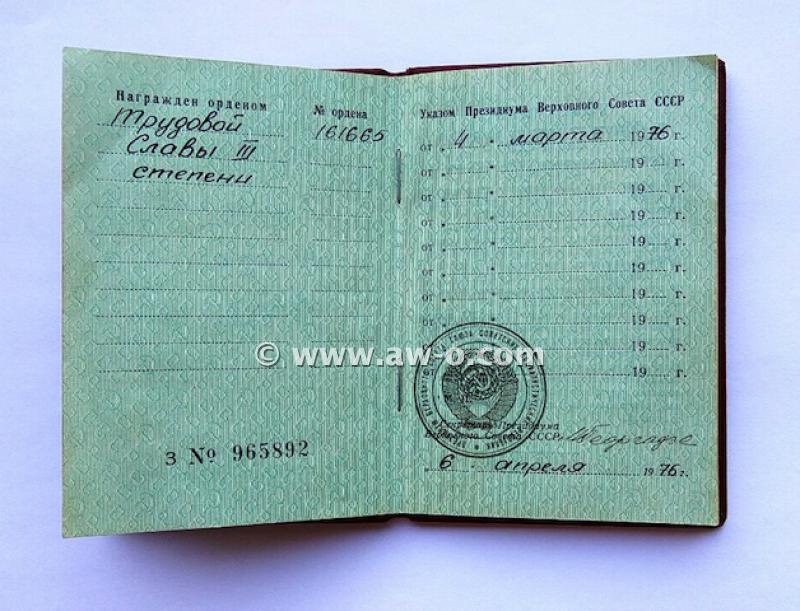 Награжден орденом
№ ордена
Трудовой
161665
Славы III
степени
З № 965892
Указом Президиума Верховного Совета СССР
от „ 4 “ марта 1976 г.
от „ “ 19 г.
от „ “ 19 г.
от „ “ 19 г.
от „ “ 19 г.
от „ “ 19 г.
от „ “ 19 г.
от „ “ 19 г.
от „ “ 19 г.
от 19 г.
Секретарь Президиума
Верховного Совета СССР
„ 6 “ апреля 1976 г.
© www.aw-o.com